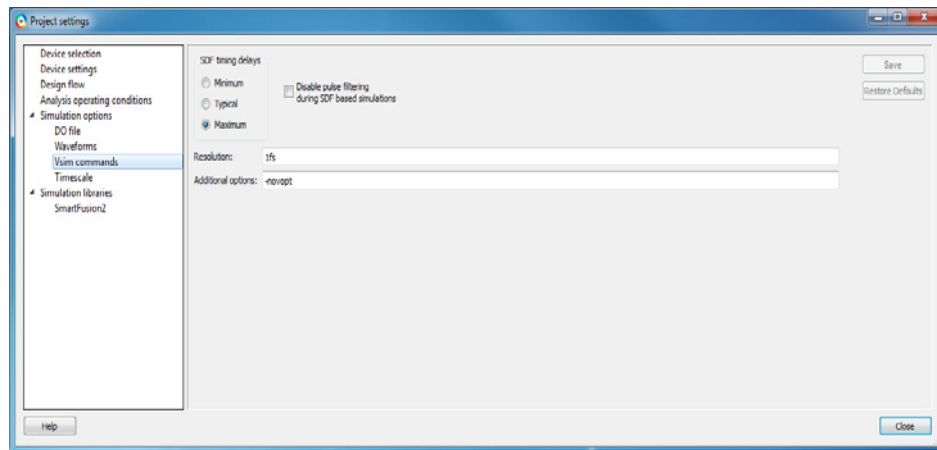 Project settings
Device selection
Device settings
Design flow
Analysis operating conditions
Simulation options
DO file
Waveforms
Vsim commands
Timescale
Simulation libraries
SmartFusion2
SDF timing delays
Minimum
Typical
Maximum
Disable pulse filtering
during SDF based simulations
Resolution: 1fs
Additional options: -novopt
Save
Restore Defaults
Help
Close